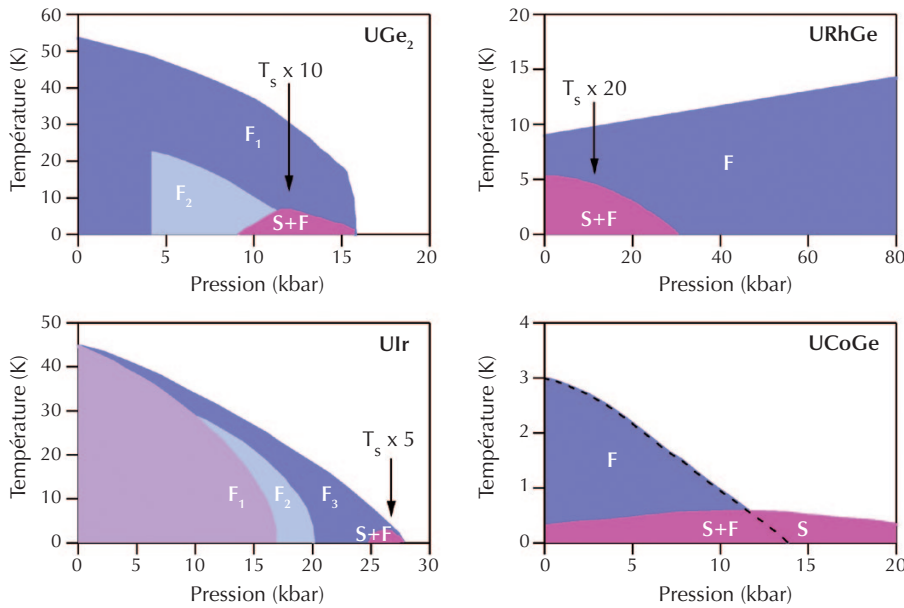 UGe₂
Température (K)
60
50
40
30
20
10
0
T_s x 10
F₁
F₂
S+F
0
5
10
15
20
Pression (kbar)
URhGe
Température (K)
20
15
10
5
0
T_s x 20
F
S+F
0
20
40
60
80
Pression (kbar)
UIr
Température (K)
50
40
30
20
10
0
T_s x 5
F₁
F₂
F₃
S+F
0
5
10
15
20
25
30
Pression (kbar)
UCoGe
Température (K)
4
3
2
1
0
F
S+F
S
0
5
10
15
20
Pression (kbar)